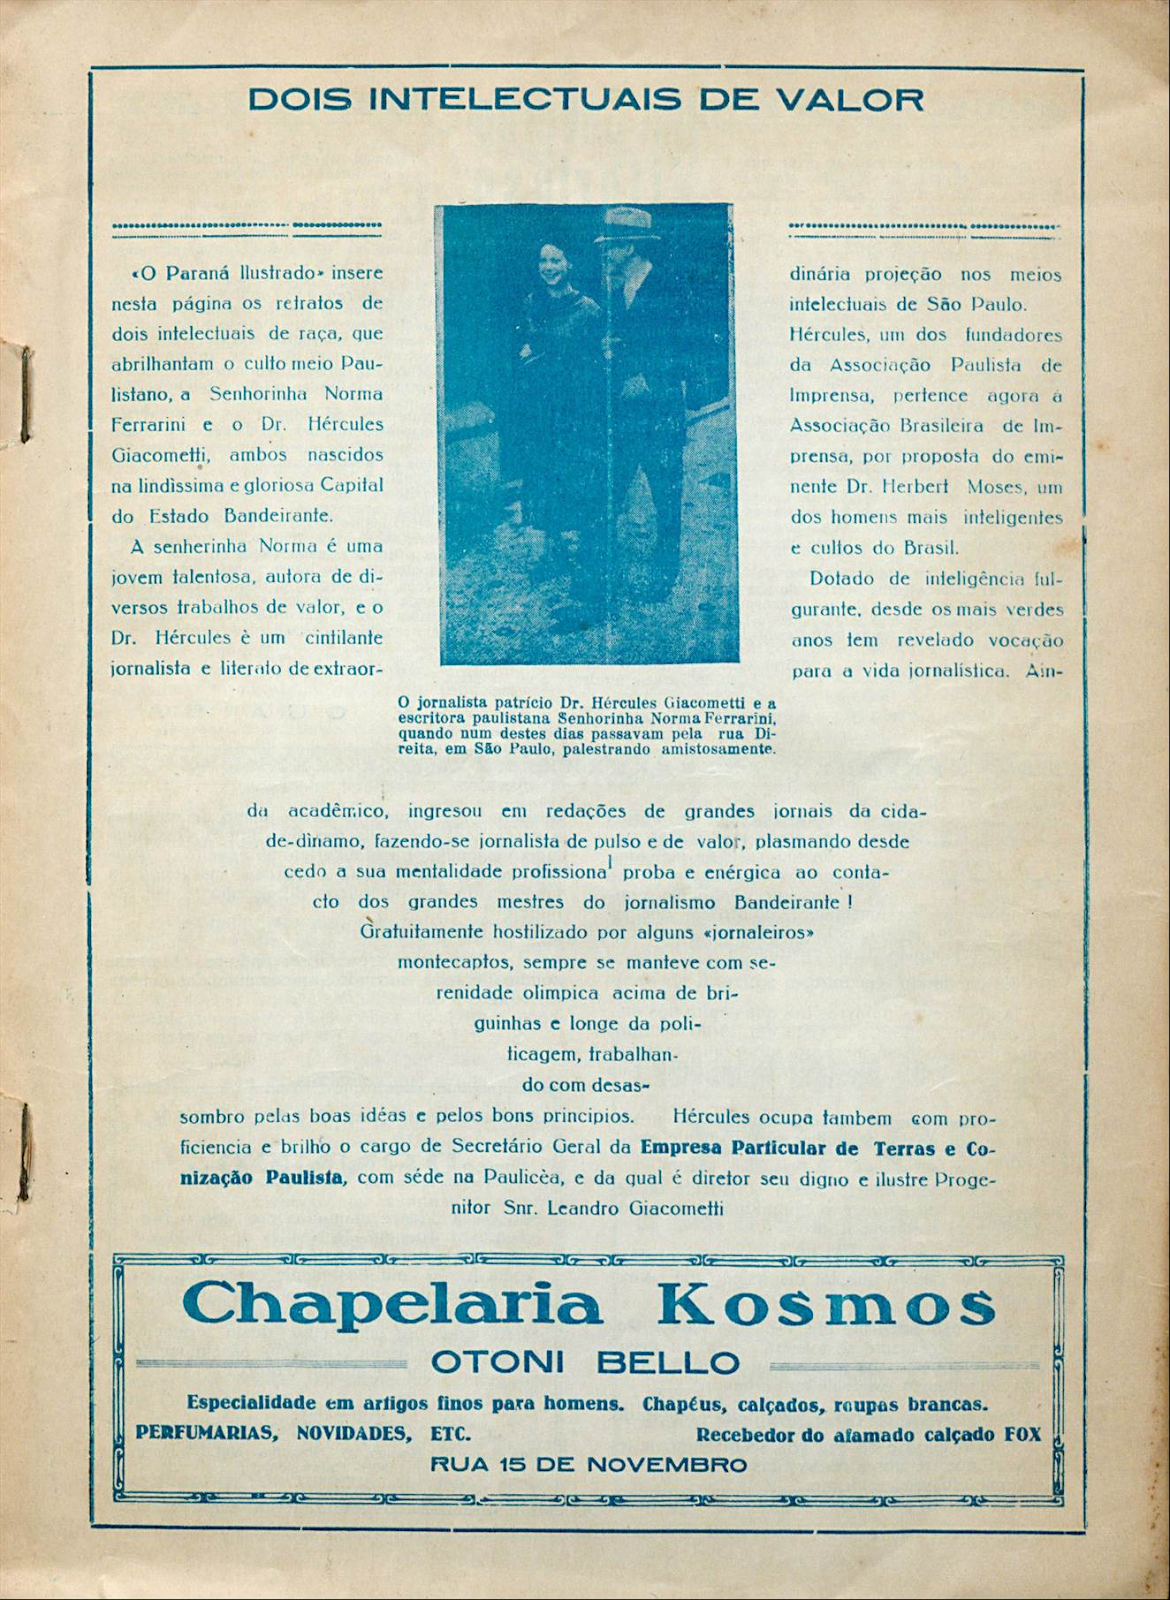 DOIS INTELECTUAIS DE VALOR
«O Paraná Ilustrado» insere
nesta página os retratos de
dois intelectuais de raça, que
abrilhantam o culto meio Pau-
listano, a Senhorinha Norma
Ferrarini e o Dr. Hércules
Giacometti, ambos nascidos
na lindìssima e gloriosa Capital
do Estado Bandeirante.
A senherinha Norma é uma
jovem talentosa, autora de di-
versos trabalhos de valor, e o
Dr. Hércules è um cintilante
jornalista e literato de extraor-
dinária projeção nos meios
intelectuais de São Paulo.
Hércules, um dos fundadores
da Associação Paulista de
Imprensa, pertence agora á
Associação Brasileira de Im-
prensa, por proposta do emi-
nente Dr. Herbert Moses, um
dos homens mais inteligentes
e cultos do Brasil.
Dotado de inteligência ful-
gurante, desde os mais verdes
anos tem revelado vocação
para a vida jornalística. Ain-
O jornalista patrício Dr. Hércules Giacometti e a
escritora paulistana Senhorinha Norma Ferrarini,
quando num destes dias passavam pela rua Di-
reita, em São Paulo, palestrando amistosamente.
da acadêmico, ingresou em redações de grandes jornais da cida-
de-dìnamo, fazendo-se jornalista de pulso e de valor, plasmando desde
cedo a sua mentalidade profissional proba e enérgica ao conta-
cto dos grandes mestres do jornalismo Bandeirante !
Gratuitamente hostilizado por alguns «jornaleiros»
montecaptos, sempre se manteve com se-
renidade olimpica acima de bri-
guinhas e longe da poli-
ticagem, trabalhan-
do com desas-
sombro pelas boas idéas e pelos bons principios. Hércules ocupa tambem com pro-
ficiencia e brilho o cargo de Secretário Geral da Empresa Particular de Terras e Co-
nização Paulista, com séde na Paulicèa, e da qual é diretor seu digno e ilustre Proge-
nitor Snr. Leandro Giacometti
Chapelaria Kosmos
OTONI BELLO
Especialidade em artigos finos para homens. Chapéus, calçados, roupas brancas.
PERFUMARIAS, NOVIDADES, ETC. Recebedor do afamado calçado FOX
RUA 15 DE NOVEMBRO